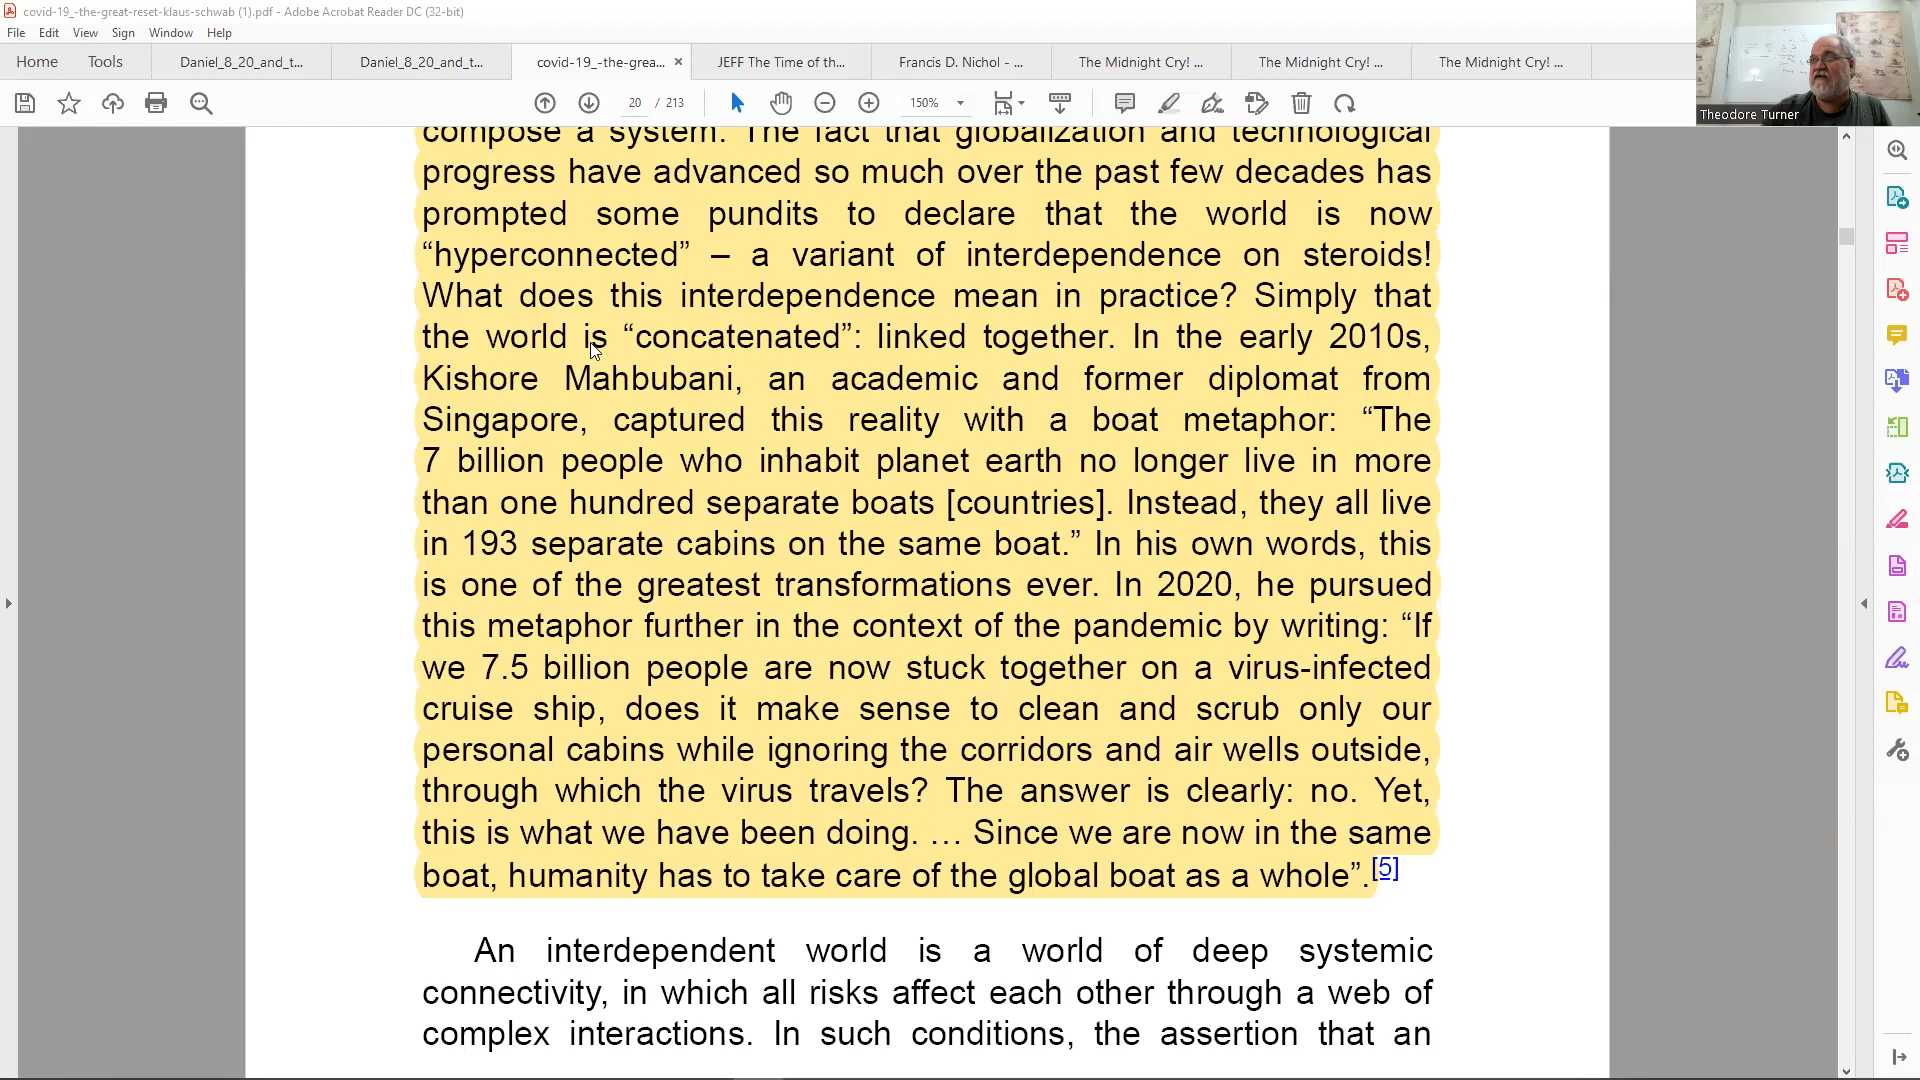 covid-19_-the-great-reset-klaus-schwab (1).pdf - Adobe Acrobat Reader DC (32-bit)
File Edit View Sign Window Help
Home Tools Daniel_8_20_and_t... Daniel_8_20_and_t... covid-19_-the-grea... × JEFF The Time of th... Francis D. Nichol - ... The Midnight Cry! ... The Midnight Cry! ... The Midnight Cry! ...
20 / 213 150%
Theodore Turner
compose a system. The fact that globalization and technological
progress have advanced so much over the past few decades has
prompted some pundits to declare that the world is now
“hyperconnected” – a variant of interdependence on steroids!
What does this interdependence mean in practice? Simply that
the world is “concatenated”: linked together. In the early 2010s,
Kishore Mahbubani, an academic and former diplomat from
Singapore, captured this reality with a boat metaphor: “The
7 billion people who inhabit planet earth no longer live in more
than one hundred separate boats [countries]. Instead, they all live
in 193 separate cabins on the same boat.” In his own words, this
is one of the greatest transformations ever. In 2020, he pursued
this metaphor further in the context of the pandemic by writing: “If
we 7.5 billion people are now stuck together on a virus-infected
cruise ship, does it make sense to clean and scrub only our
personal cabins while ignoring the corridors and air wells outside,
through which the virus travels? The answer is clearly: no. Yet,
this is what we have been doing. … Since we are now in the same
boat, humanity has to take care of the global boat as a whole”.[5]
An interdependent world is a world of deep systemic
connectivity, in which all risks affect each other through a web of
complex interactions. In such conditions, the assertion that an